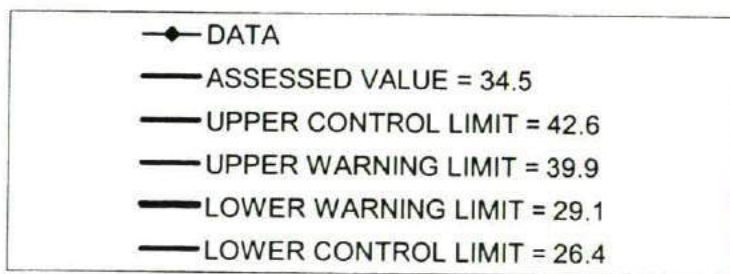 DATA
ASSESSED VALUE = 34.5
UPPER CONTROL LIMIT = 42.6
UPPER WARNING LIMIT = 39.9
LOWER WARNING LIMIT = 29.1
LOWER CONTROL LIMIT = 26.4